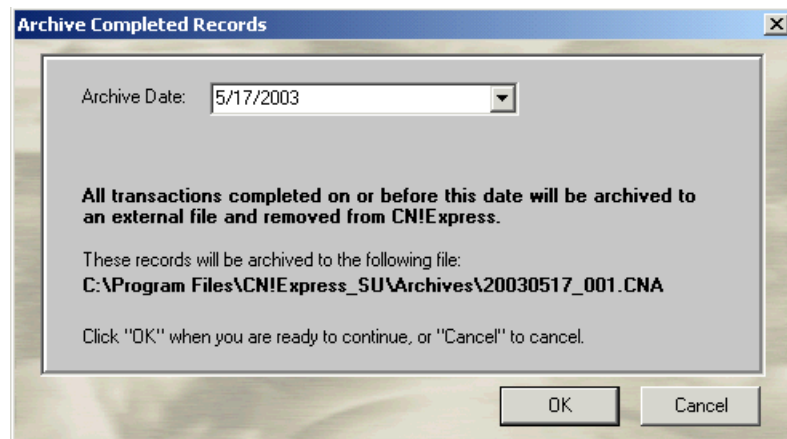 Archive Completed Records
Archive Date: 5/17/2003
All transactions completed on or before this date will be archived to
an external file and removed from CN!Express.
These records will be archived to the following file:
C:\Program Files\CN!Express_SU\Archives\20030517_001.CNA
Click "OK" when you are ready to continue, or "Cancel" to cancel.
OK Cancel